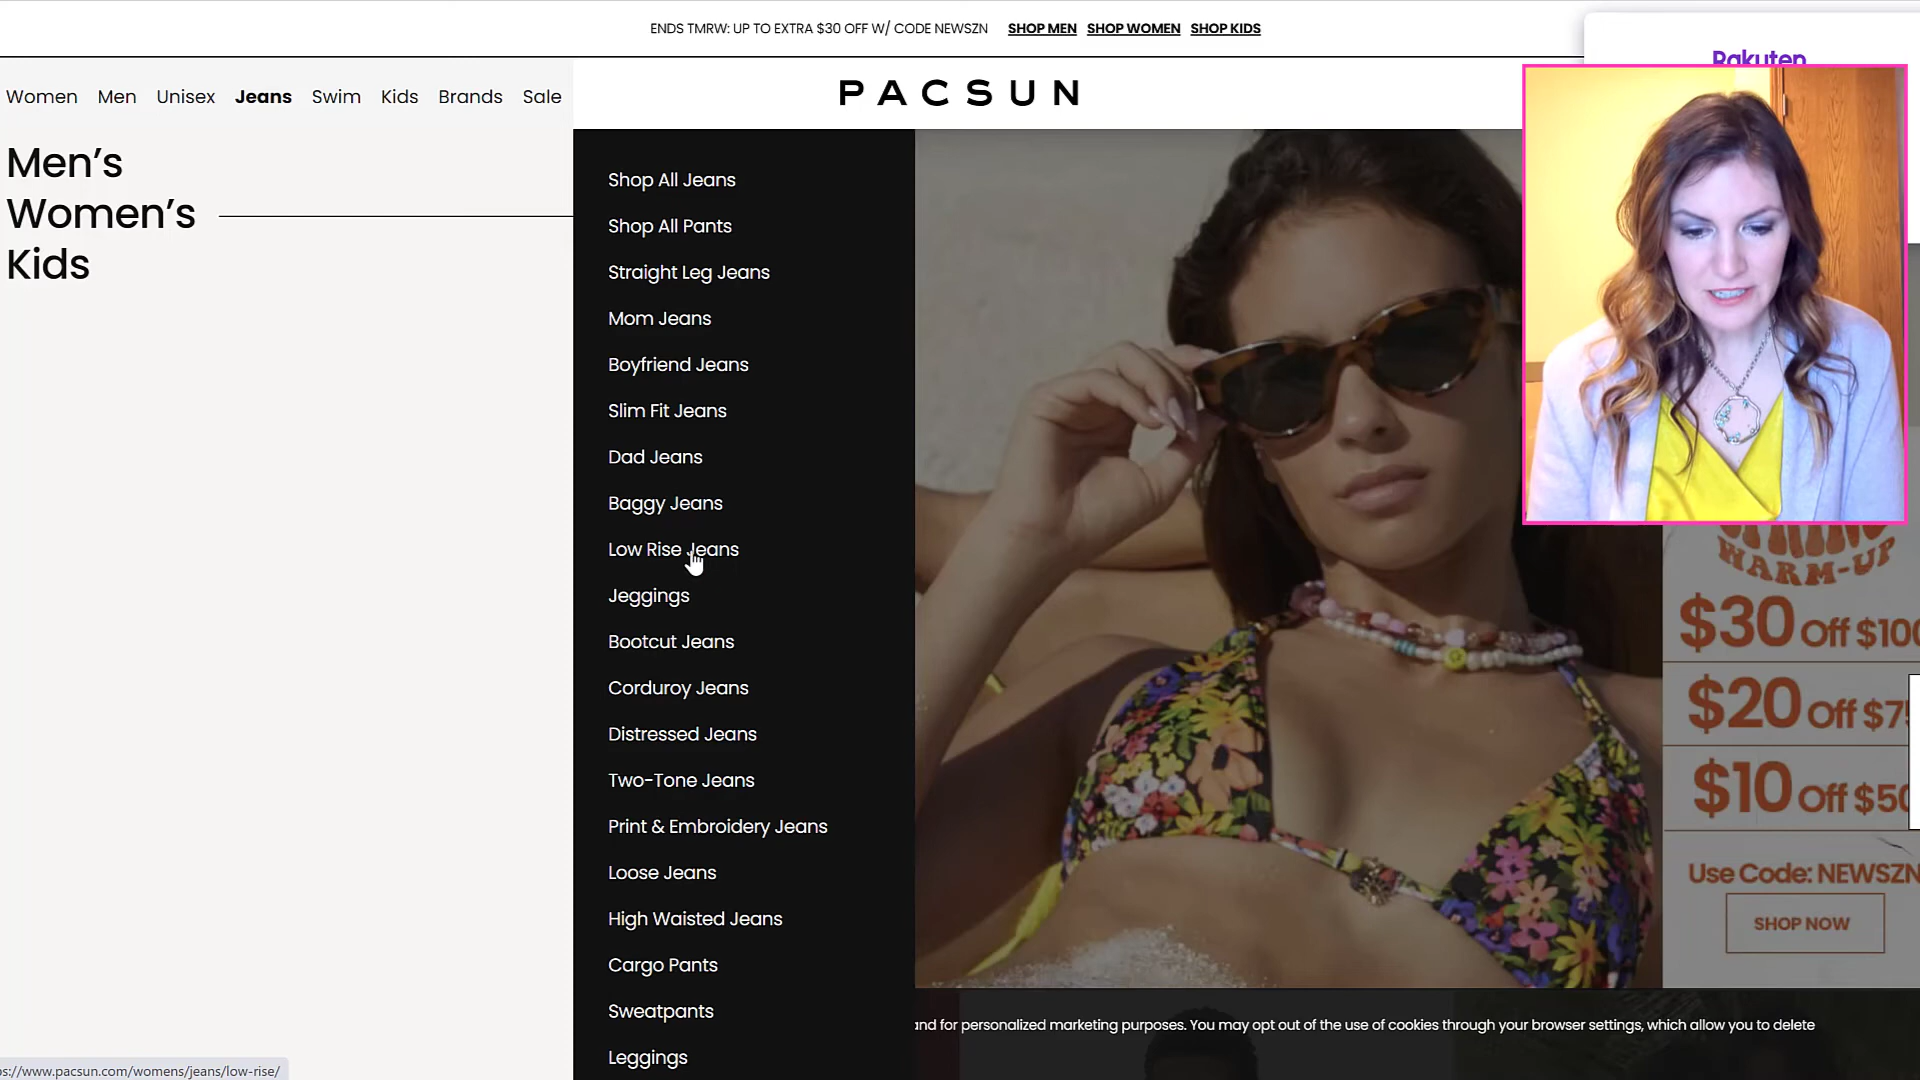 ENDS TMRW: UP TO EXTRA $30 OFF W/ CODE NEWSZN SHOP MEN SHOP WOMEN SHOP KIDS
Rakuten
Women Men Unisex Jeans Swim Kids Brands Sale
PACSUN
Men’s
Women’s
Kids
Shop All Jeans
Shop All Pants
Straight Leg Jeans
Mom Jeans
Boyfriend Jeans
Slim Fit Jeans
Dad Jeans
Baggy Jeans
Low Rise Jeans
Jeggings
Bootcut Jeans
Corduroy Jeans
Distressed Jeans
Two-Tone Jeans
Print & Embroidery Jeans
Loose Jeans
High Waisted Jeans
Cargo Pants
Sweatpants
Leggings
WARM-UP
$30 Off $100
$20 Off $7
$10 Off $50
Use Code: NEWSZN
SHOP NOW
and for personalized marketing purposes. You may opt out of the use of cookies through your browser settings, which allow you to delete
ps://www.pacsun.com/womens/jeans/low-rise/